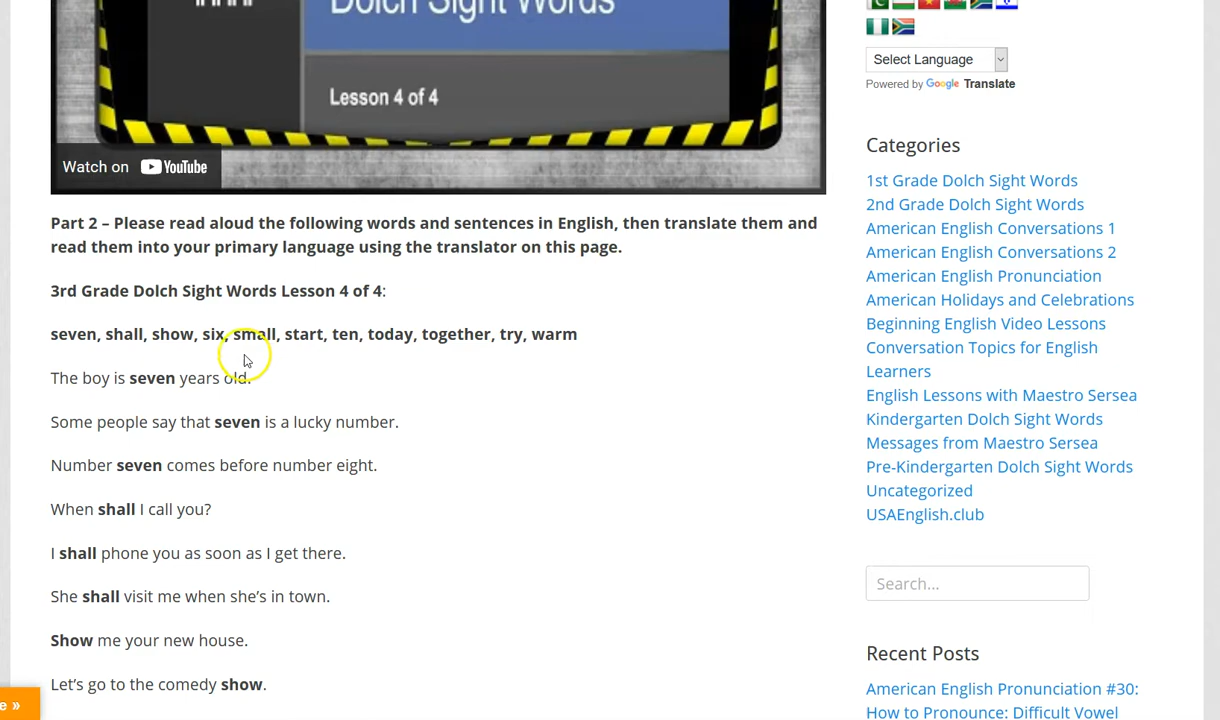 Dolch Sight Words
Lesson 4 of 4
Watch on YouTube
Part 2 – Please read aloud the following words and sentences in English, then translate them and
read them into your primary language using the translator on this page.
3rd Grade Dolch Sight Words Lesson 4 of 4:
seven, shall, show, six, small, start, ten, today, together, try, warm
The boy is seven years old.
Some people say that seven is a lucky number.
Number seven comes before number eight.
When shall I call you?
I shall phone you as soon as I get there.
She shall visit me when she’s in town.
Show me your new house.
Let’s go to the comedy show.
e »
Select Language
Powered by Google Translate
Categories
1st Grade Dolch Sight Words
2nd Grade Dolch Sight Words
American English Conversations 1
American English Conversations 2
American English Pronunciation
American Holidays and Celebrations
Beginning English Video Lessons
Conversation Topics for English
Learners
English Lessons with Maestro Sersea
Kindergarten Dolch Sight Words
Messages from Maestro Sersea
Pre-Kindergarten Dolch Sight Words
Uncategorized
USAEnglish.club
Search...
Recent Posts
American English Pronunciation #30:
How to Pronounce: Difficult Vowel